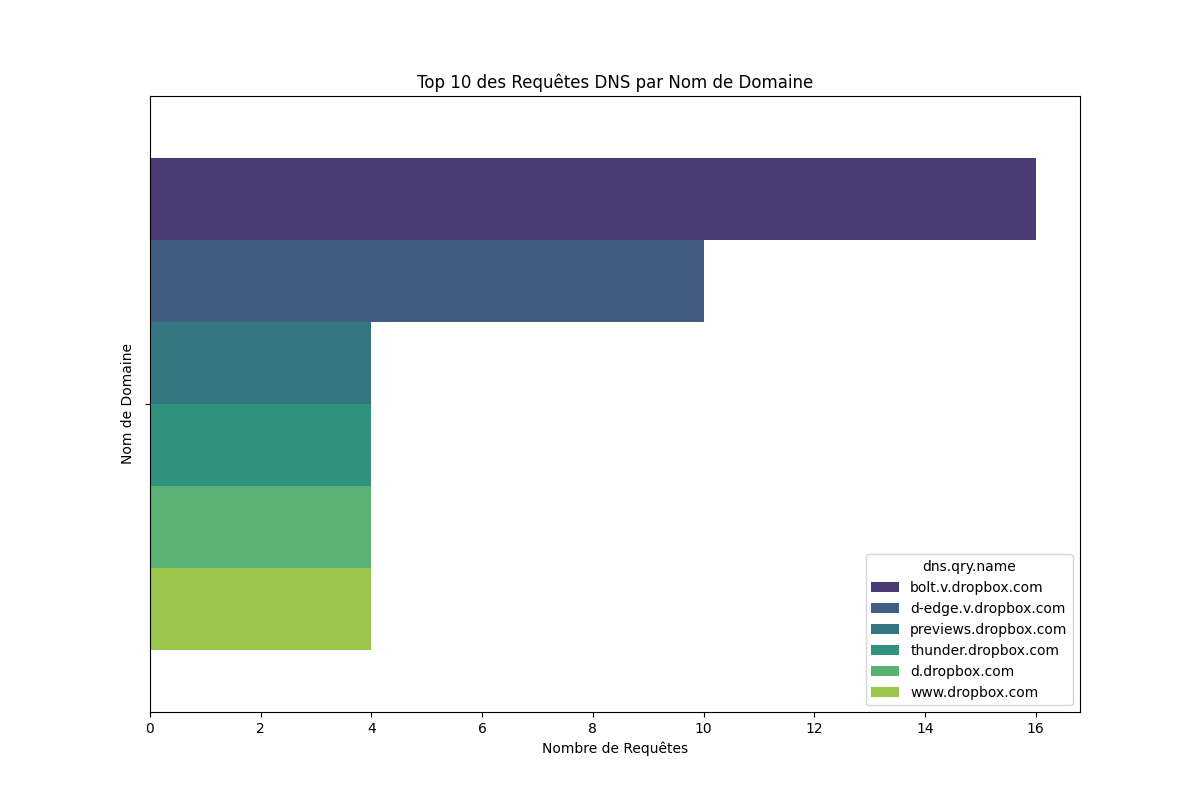 Top 10 des Requêtes DNS par Nom de Domaine
Nom de Domaine
dns.qry.name
bolt.v.dropbox.com
d-edge.v.dropbox.com
previews.dropbox.com
thunder.dropbox.com
d.dropbox.com
www.dropbox.com
0 2 4 6 8 10 12 14 16
Nombre de Requêtes